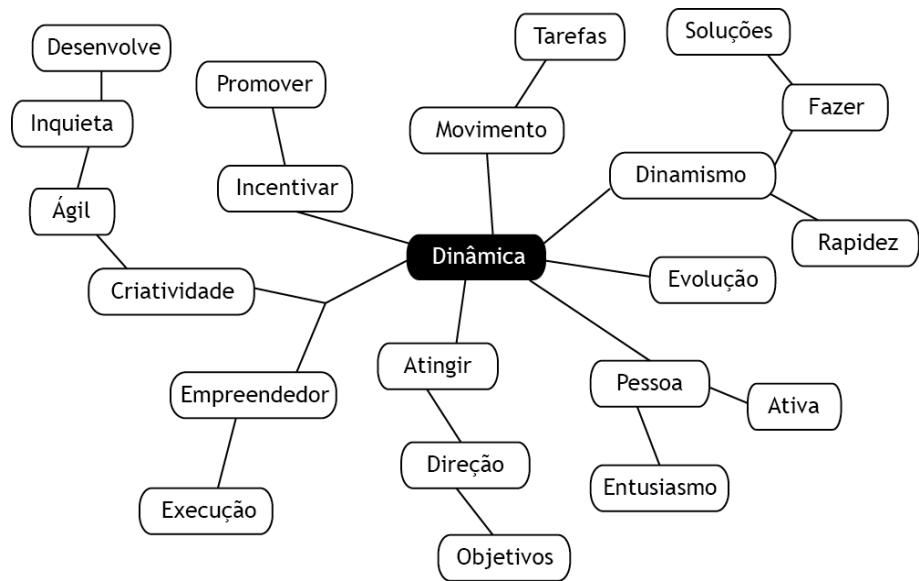 Desenvolve
Promover
Tarefas
Soluções
Inquieta
Movimento
Fazer
Ágil
Incentivar
Dinamismo
Rapidez
Dinâmica
Criatividade
Evolução
Empreendedor
Atingir
Pessoa
Ativa
Direção
Entusiasmo
Execução
Objetivos